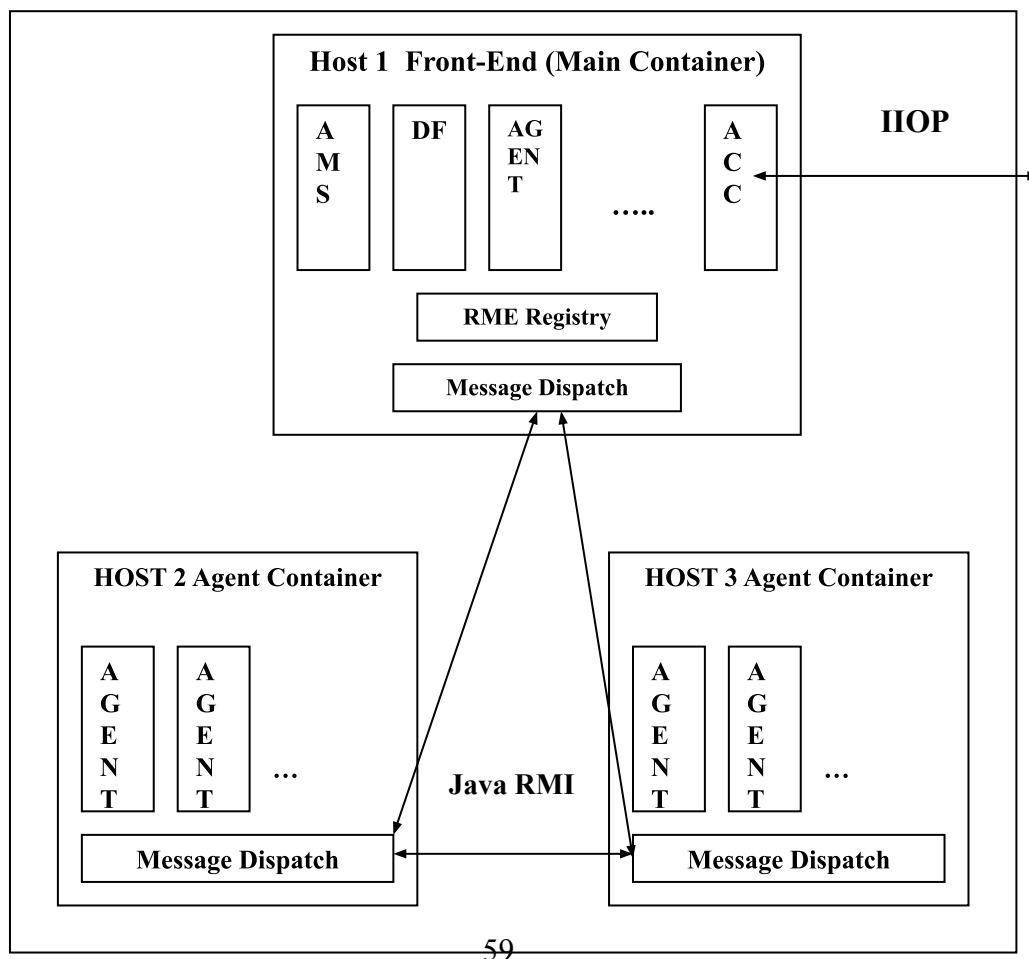 Host 1  Front-End (Main Container)
IIOP
A
M
S
DF
AG
EN
T
…..
A
C
C
RME Registry
Message Dispatch
HOST 2 Agent Container
HOST 3 Agent Container
A
G
E
N
T
A
G
E
N
T
…
Java RMI
A
G
E
N
T
A
G
E
N
T
…
Message Dispatch
Message Dispatch
59